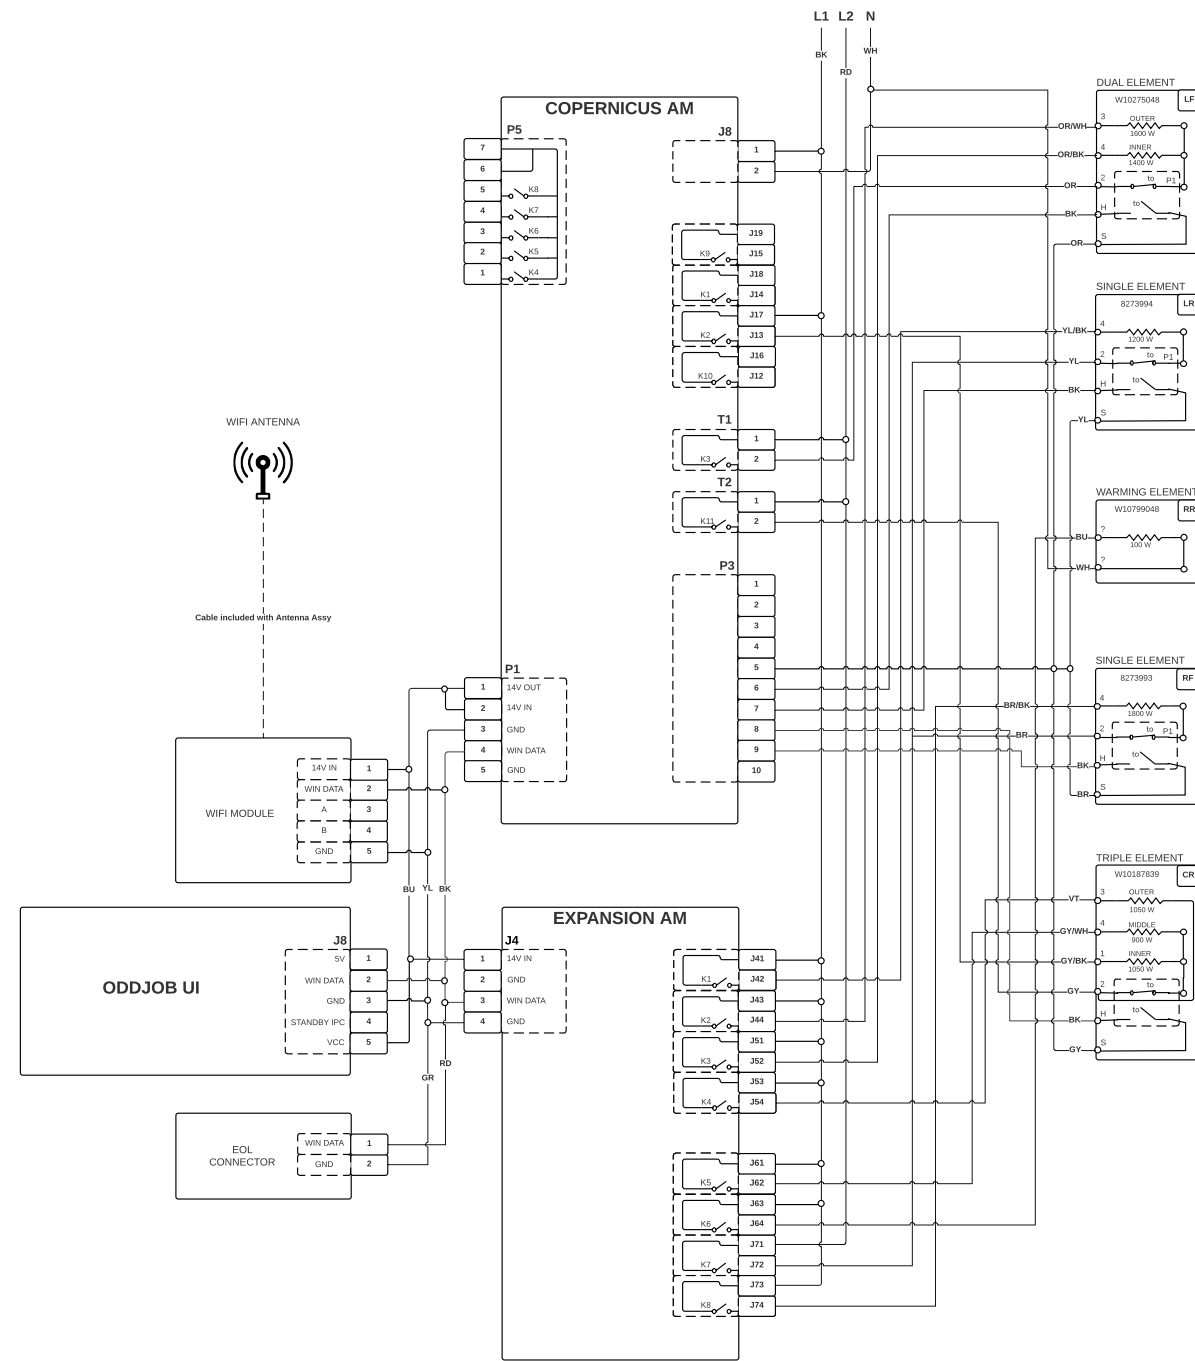 L1 L2 N
BK
RD
WH
COPERNICUS AM
P5
7
6
5
4
3
2
1
K8
K7
K6
K5
K4
J8
1
2
J19
J15
K9
J18
J14
K1
J17
J13
K2
J16
J12
K10
T1
1
2
K3
T2
1
2
K11
P3
1
2
3
4
5
6
7
8
9
10
P1
1 14V OUT
2 14V IN
3 GND
4 WIN DATA
5 GND
WIFI ANTENNA
Cable included with Antenna Assy
WIFI MODULE
14V IN 1
WIN DATA 2
A 3
B 4
GND 5
BU YL BK
ODDJOB UI
J8
5V 1
WIN DATA 2
GND 3
STANDBY IPC 4
VCC 5
RD
GR
EOL
CONNECTOR
WIN DATA 1
GND 2
EXPANSION AM
J4
1 14V IN
2 GND
3 WIN DATA
4 GND
J41
J42
K1
J43
J44
K2
J51
J52
K3
J53
J54
K4
J61
J62
K5
J63
J64
K6
J71
J72
K7
J73
J74
K8
DUAL ELEMENT
W10275048
LF
OR/WH 3
OUTER
1600 W
OR/BK 4
INNER
1400 W
OR 2
to P1
BK H
to
OR S
SINGLE ELEMENT
8273994
LR
YL/BK 4
1200 W
YL 2
to P1
BK H
to
YL S
WARMING ELEMENT
W10799048
RR
BU ?
100 W
WH ?
SINGLE ELEMENT
8273993
RF
BR/BK 4
1800 W
BR 2
to P1
BK H
to
BR S
TRIPLE ELEMENT
W10187839
CR
VT 3
OUTER
1050 W
GY/WH 4
MIDDLE
900 W
GY/BK 1
INNER
1050 W
GY 2
to
BK H
to
GY S